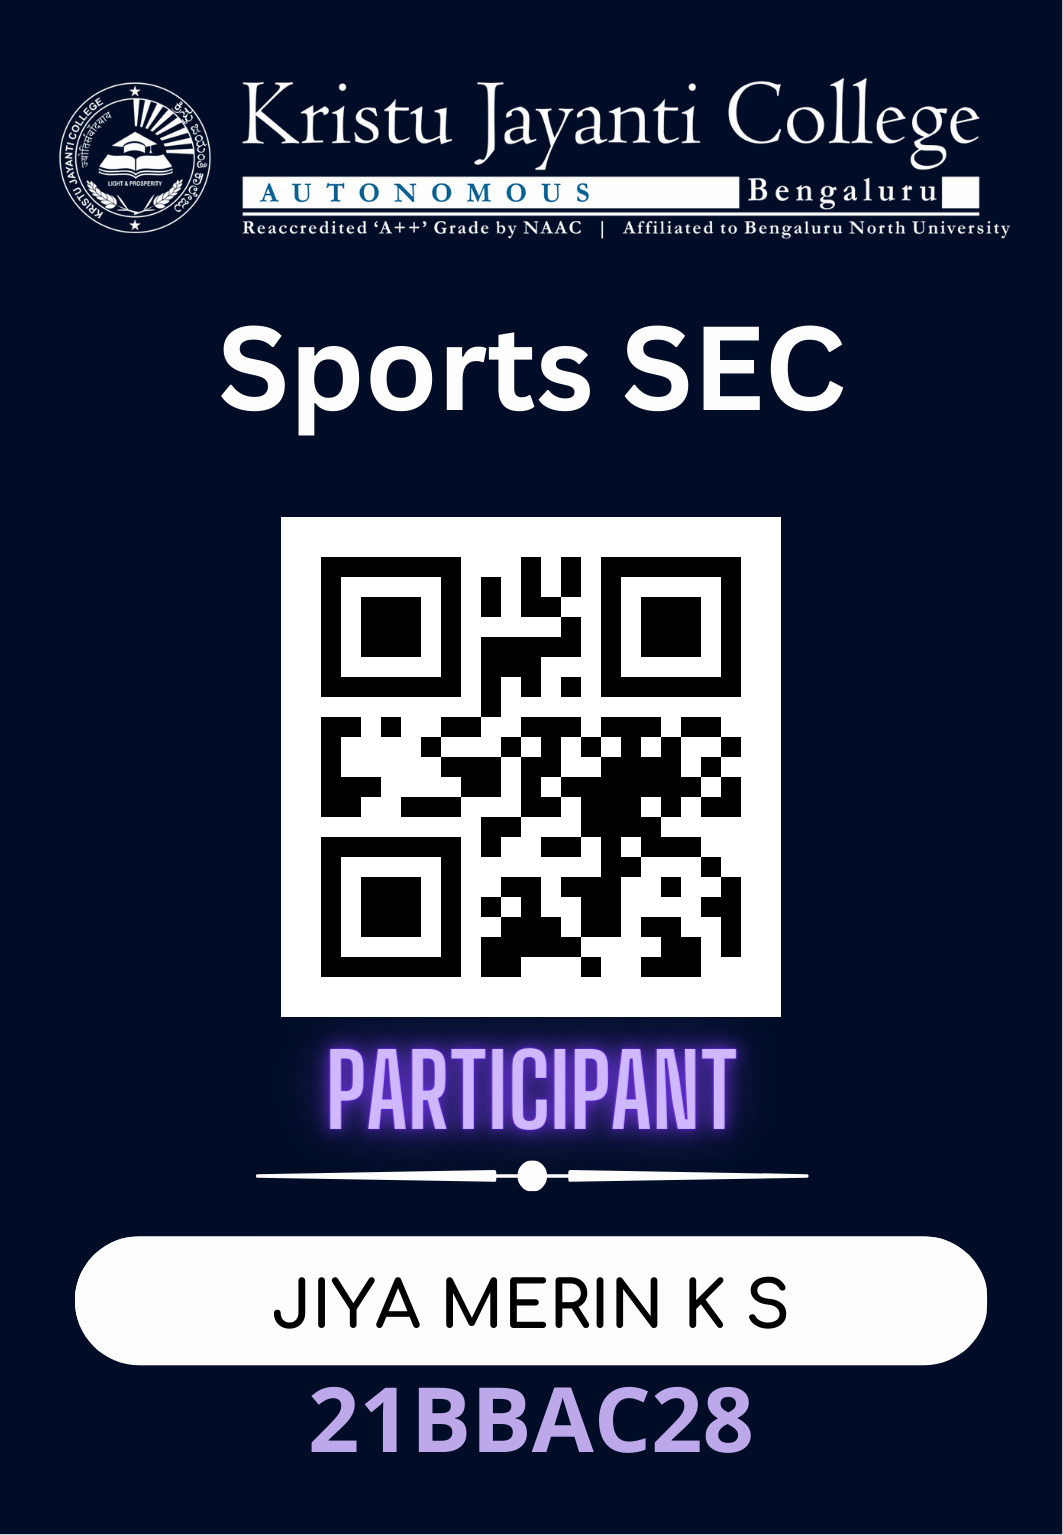 KRISTU JAYANTI COLLEGE
ಕ್ರಿಸ್ತು ಜಯಂತಿ ಕಾಲೇಜು
LIGHT & PROSPERITY
Kristu Jayanti College
AUTONOMOUS Bengaluru
Reaccredited ‘A++’ Grade by NAAC | Affiliated to Bengaluru North University
Sports SEC
PARTICIPANT
JIYA MERIN K S
21BBAC28